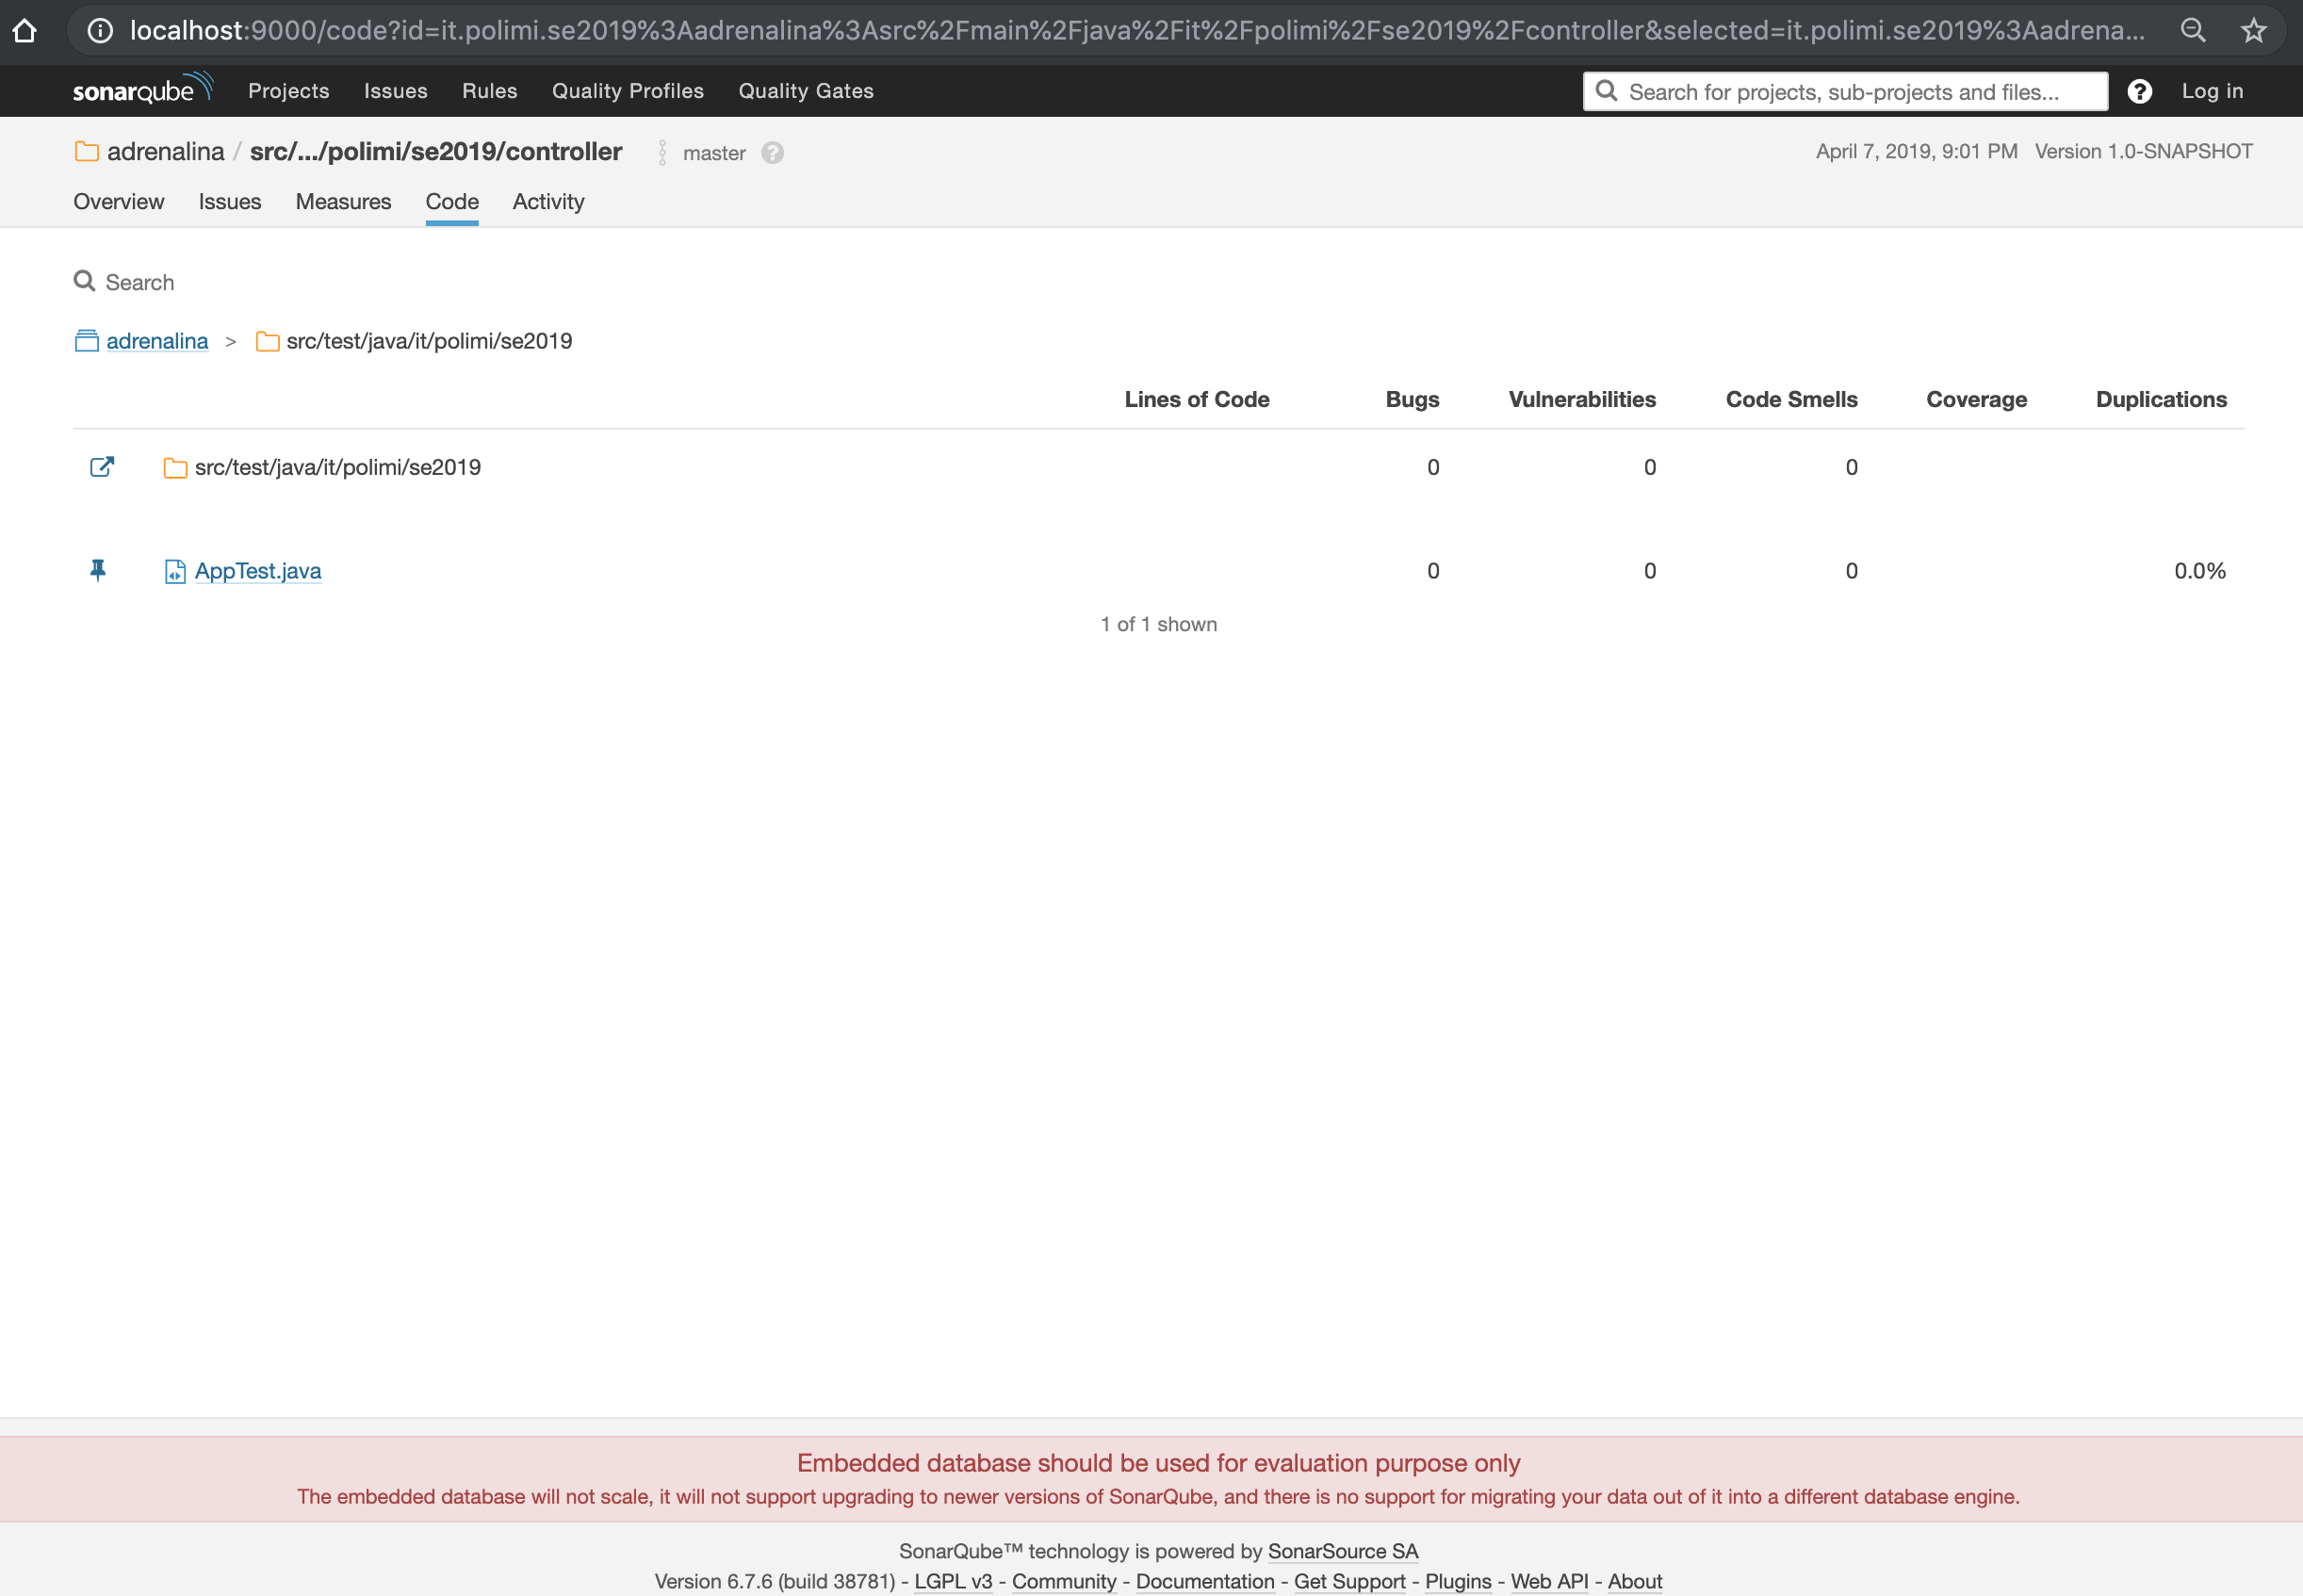 localhost:9000/code?id=it.polimi.se2019%3Aadrenalina%3Asrc%2Fmain%2Fjava%2Fit%2Fpolimi%2Fse2019%2Fcontroller&selected=it.polimi.se2019%3Aadrena...
sonarqube Projects Issues Rules Quality Profiles Quality Gates Search for projects, sub-projects and files... ? Log in
adrenalina / src/.../polimi/se2019/controller master ? April 7, 2019, 9:01 PM Version 1.0-SNAPSHOT
Overview Issues Measures Code Activity
Search
adrenalina > src/test/java/it/polimi/se2019
Lines of Code Bugs Vulnerabilities Code Smells Coverage Duplications
src/test/java/it/polimi/se2019 0 0 0
AppTest.java 0 0 0 0.0%
1 of 1 shown
Embedded database should be used for evaluation purpose only
The embedded database will not scale, it will not support upgrading to newer versions of SonarQube, and there is no support for migrating your data out of it into a different database engine.
SonarQube™ technology is powered by SonarSource SA
Version 6.7.6 (build 38781) - LGPL v3 - Community - Documentation - Get Support - Plugins - Web API - About